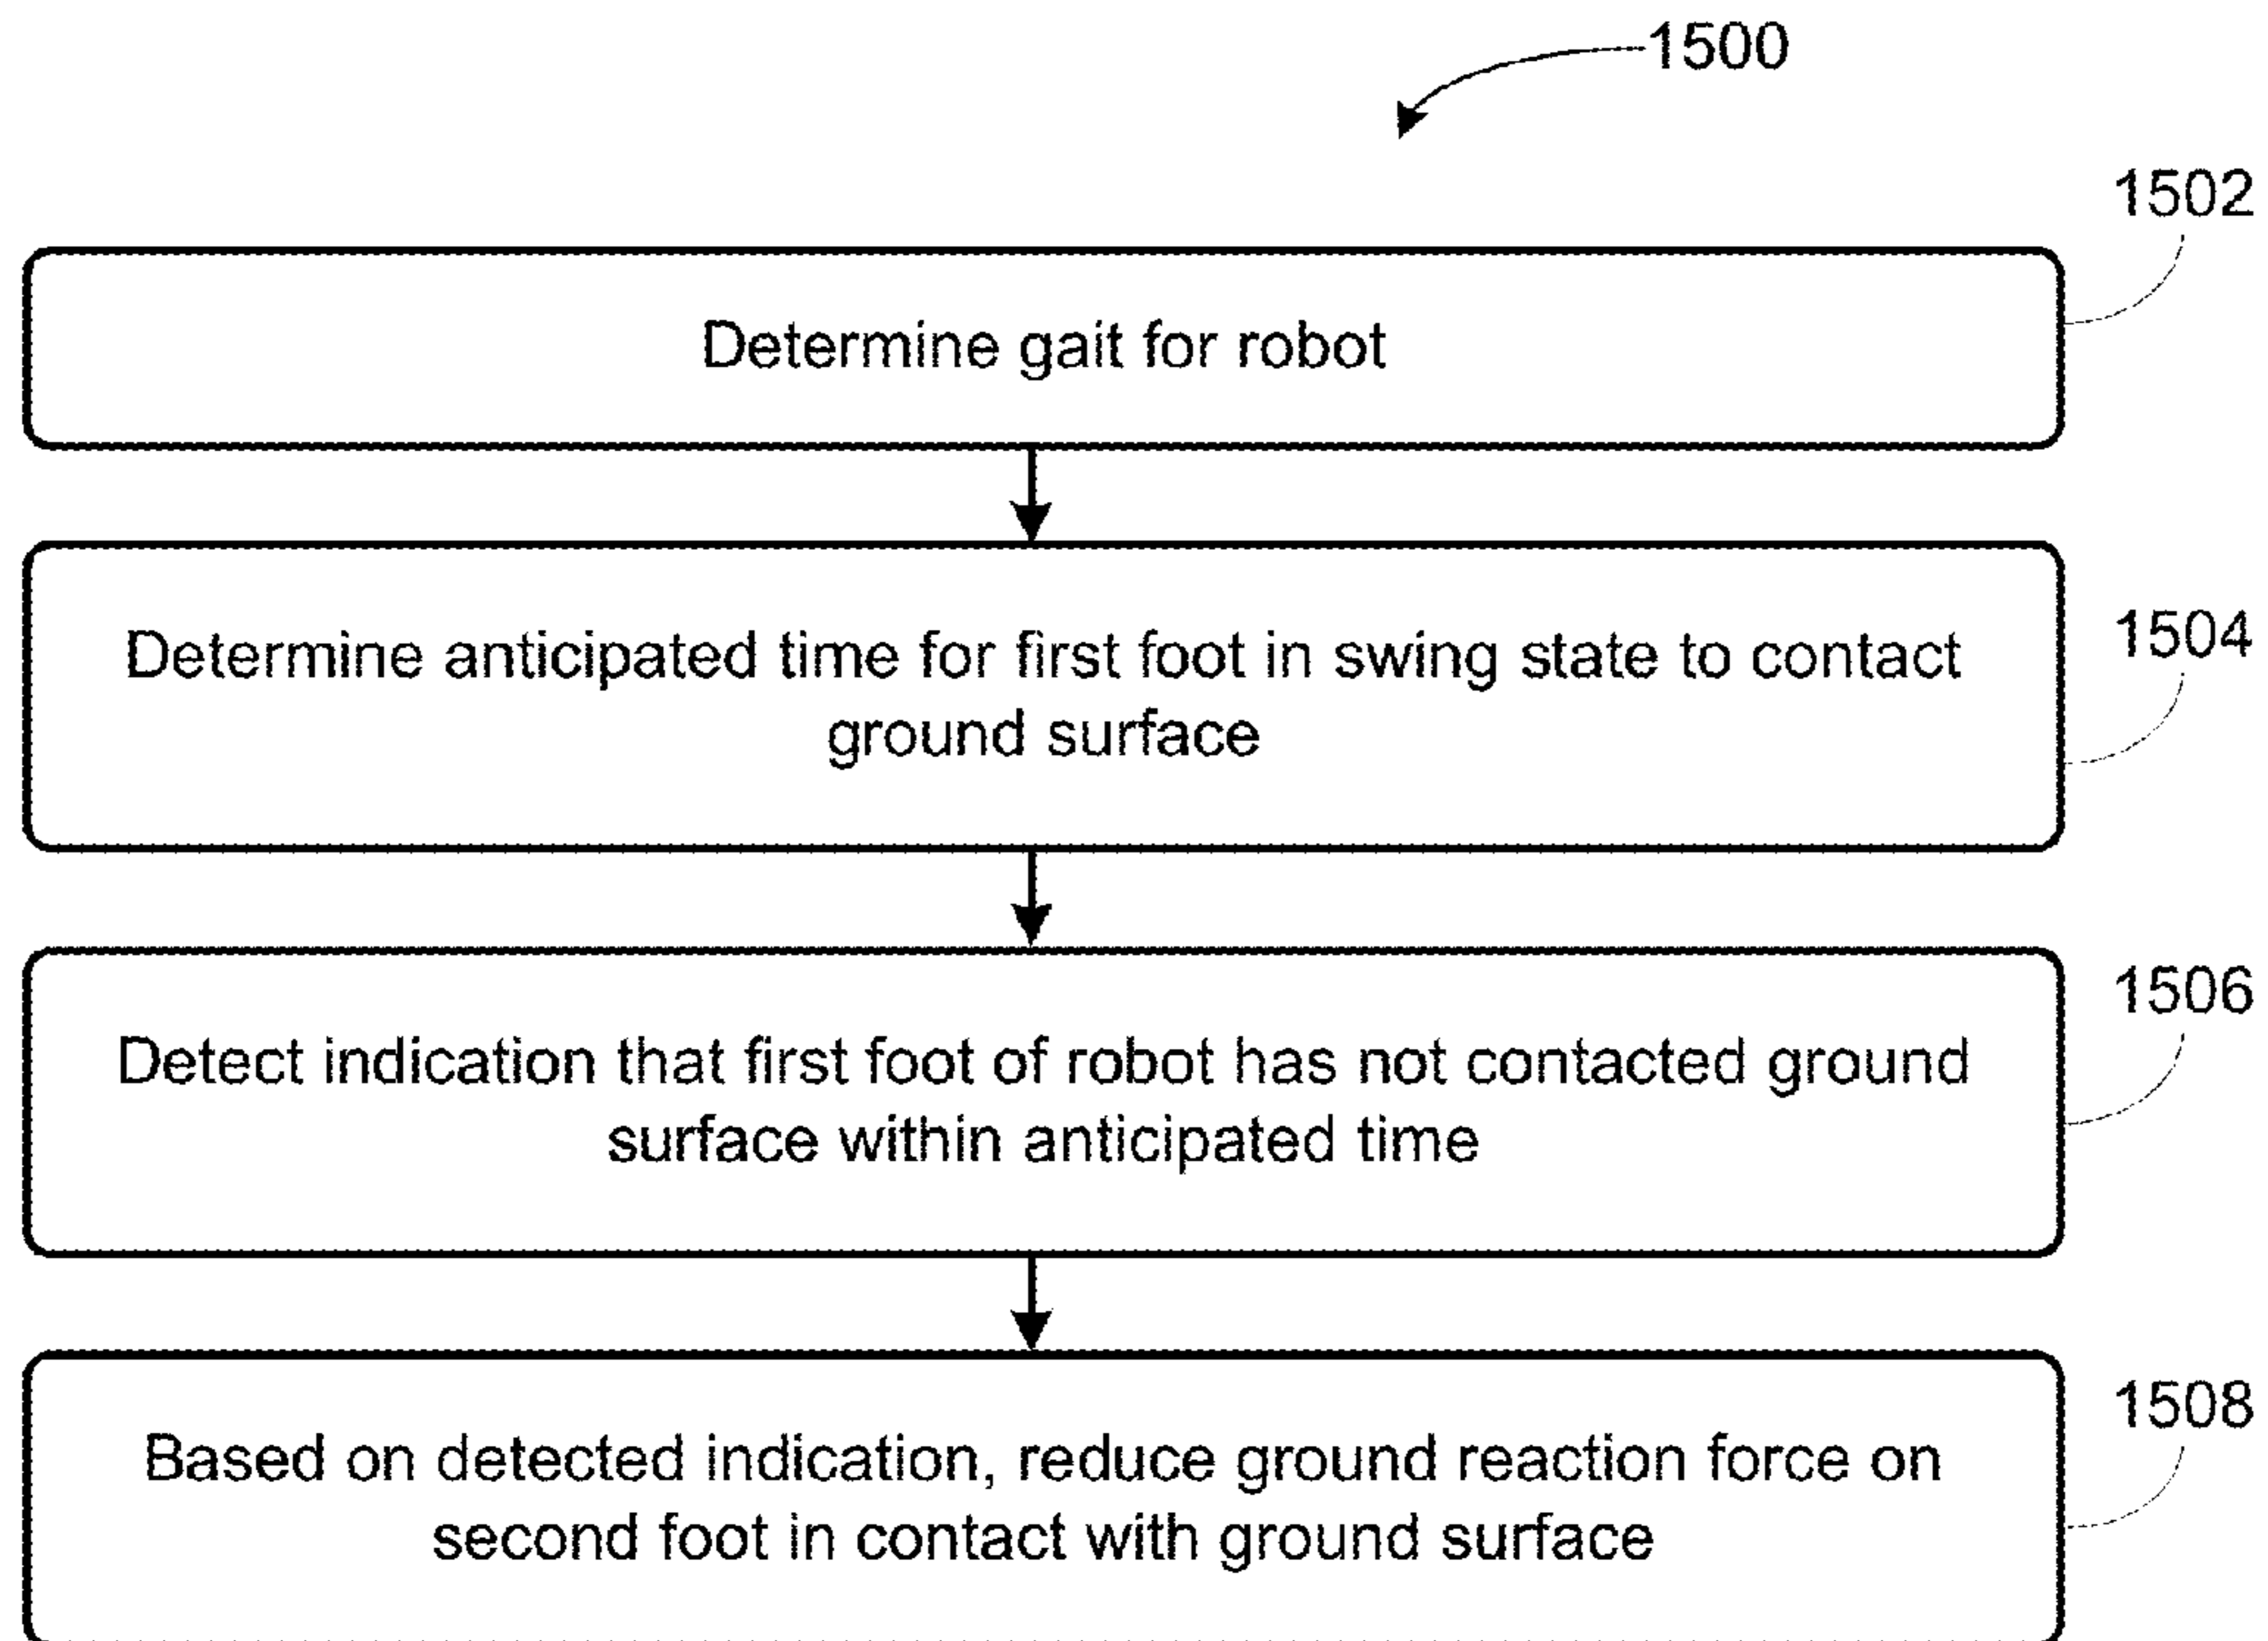 1500
1502
Determine gait for robot
1504
Determine anticipated time for first foot in swing state to contact
ground surface
1506
Detect indication that first foot of robot has not contacted ground
surface within anticipated time
1508
Based on detected indication, reduce ground reaction force on
second foot in contact with ground surface